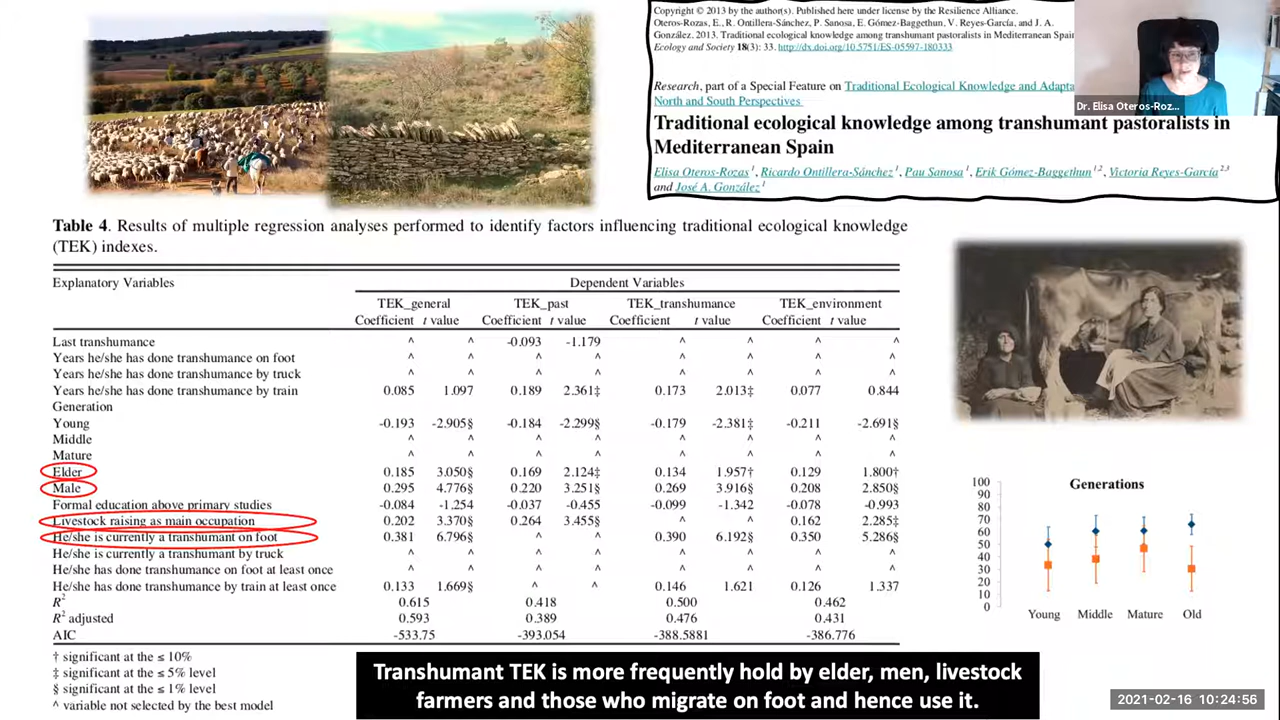 Copyright © 2013 by the author(s). Published here under license by the Resilience Alliance.
Oteros-Rozas, E., R. Ontillera-Sánchez, P. Sanosa, E. Gómez-Baggethun, V. Reyes-García, and J. A.
González. 2013. Traditional ecological knowledge among transhumant pastoralists in Mediterranean Spain
Ecology and Society 18(3): 33. http://dx.doi.org/10.5751/ES-05597-180333
Research, part of a Special Feature on Traditional Ecological Knowledge and Adapta
North and South Perspectives
Traditional ecological knowledge among transhumant pastoralists in
Mediterranean Spain
Elisa Oteros-Rozas 1, Ricardo Ontillera-Sánchez 1, Pau Sanosa 1, Erik Gómez-Baggethun 1,2, Victoria Reyes-García 2,3
and José A. González 1
Dr. Elisa Oteros-Roz...
Table 4. Results of multiple regression analyses performed to identify factors influencing traditional ecological knowledge
(TEK) indexes.
Explanatory Variables Dependent Variables
TEK_general TEK_past TEK_transhumance TEK_environment
Coefficient t value Coefficient t value Coefficient t value Coefficient t value
Last transhumance ^ ^ -0.093 -1.179 ^ ^ ^ ^
Years he/she has done transhumance on foot ^ ^ ^ ^ ^ ^ ^ ^
Years he/she has done transhumance by truck ^ ^ ^ ^ ^ ^ ^ ^
Years he/she has done transhumance by train 0.085 1.097 0.189 2.361‡ 0.173 2.013‡ 0.077 0.844
Generation
Young -0.193 -2.905§ -0.184 -2.299§ -0.179 -2.381‡ -0.211 -2.691§
Middle ^ ^ ^ ^ ^ ^ ^ ^
Mature ^ ^ ^ ^ ^ ^ ^ ^
Elder 0.185 3.050§ 0.169 2.124‡ 0.134 1.957† 0.129 1.800†
Male 0.295 4.776§ 0.220 3.251§ 0.269 3.916§ 0.208 2.850§
Formal education above primary studies -0.084 -1.254 -0.037 -0.455 -0.099 -1.342 -0.078 -0.993
Livestock raising as main occupation 0.202 3.370§ 0.264 3.455§ ^ ^ 0.162 2.285‡
He/she is currently a transhumant on foot 0.381 6.796§ ^ ^ 0.390 6.192§ 0.350 5.286§
He/she is currently a transhumant by truck ^ ^ ^ ^ ^ ^ ^ ^
He/she has done transhumance on foot at least once ^ ^ ^ ^ ^ ^ ^ ^
He/she has done transhumance by train at least once 0.133 1.669§ ^ ^ 0.146 1.621 0.126 1.337
R2 0.615 0.418 0.500 0.462
R2 adjusted 0.593 0.389 0.476 0.431
AIC -533.75 -393.054 -388.5881 -386.776
† significant at the ≤ 10%
‡ significant at the ≤ 5% level
§ significant at the ≤ 1% level
^ variable not selected by the best model
Generations
100
90
80
70
60
50
40
30
20
10
0
Young Middle Mature Old
Transhumant TEK is more frequently hold by elder, men, livestock
farmers and those who migrate on foot and hence use it.
2021-02-16 10:24:56